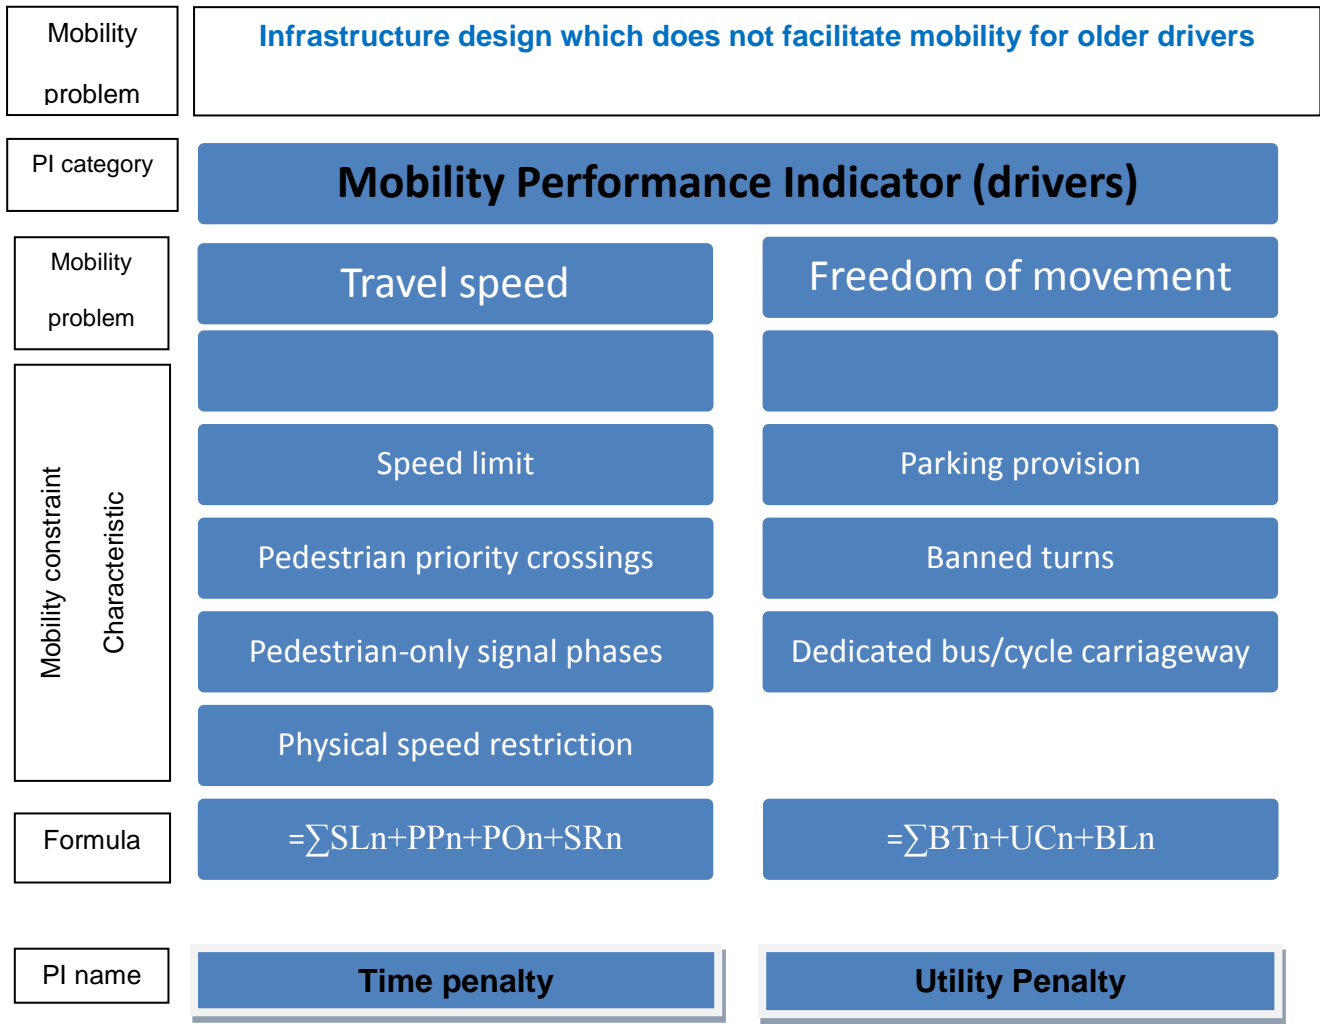 Mobility
problem
Infrastructure design which does not facilitate mobility for older drivers
PI category
Mobility Performance Indicator (drivers)
Mobility
problem
Travel speed
Freedom of movement
Mobility constraint
Characteristic
Speed limit
Parking provision
Pedestrian priority crossings
Banned turns
Pedestrian-only signal phases
Dedicated bus/cycle carriageway
Physical speed restriction
Formula
=∑SLn+PPn+POn+SRn
=∑BTn+UCn+BLn
PI name
Time penalty
Utility Penalty